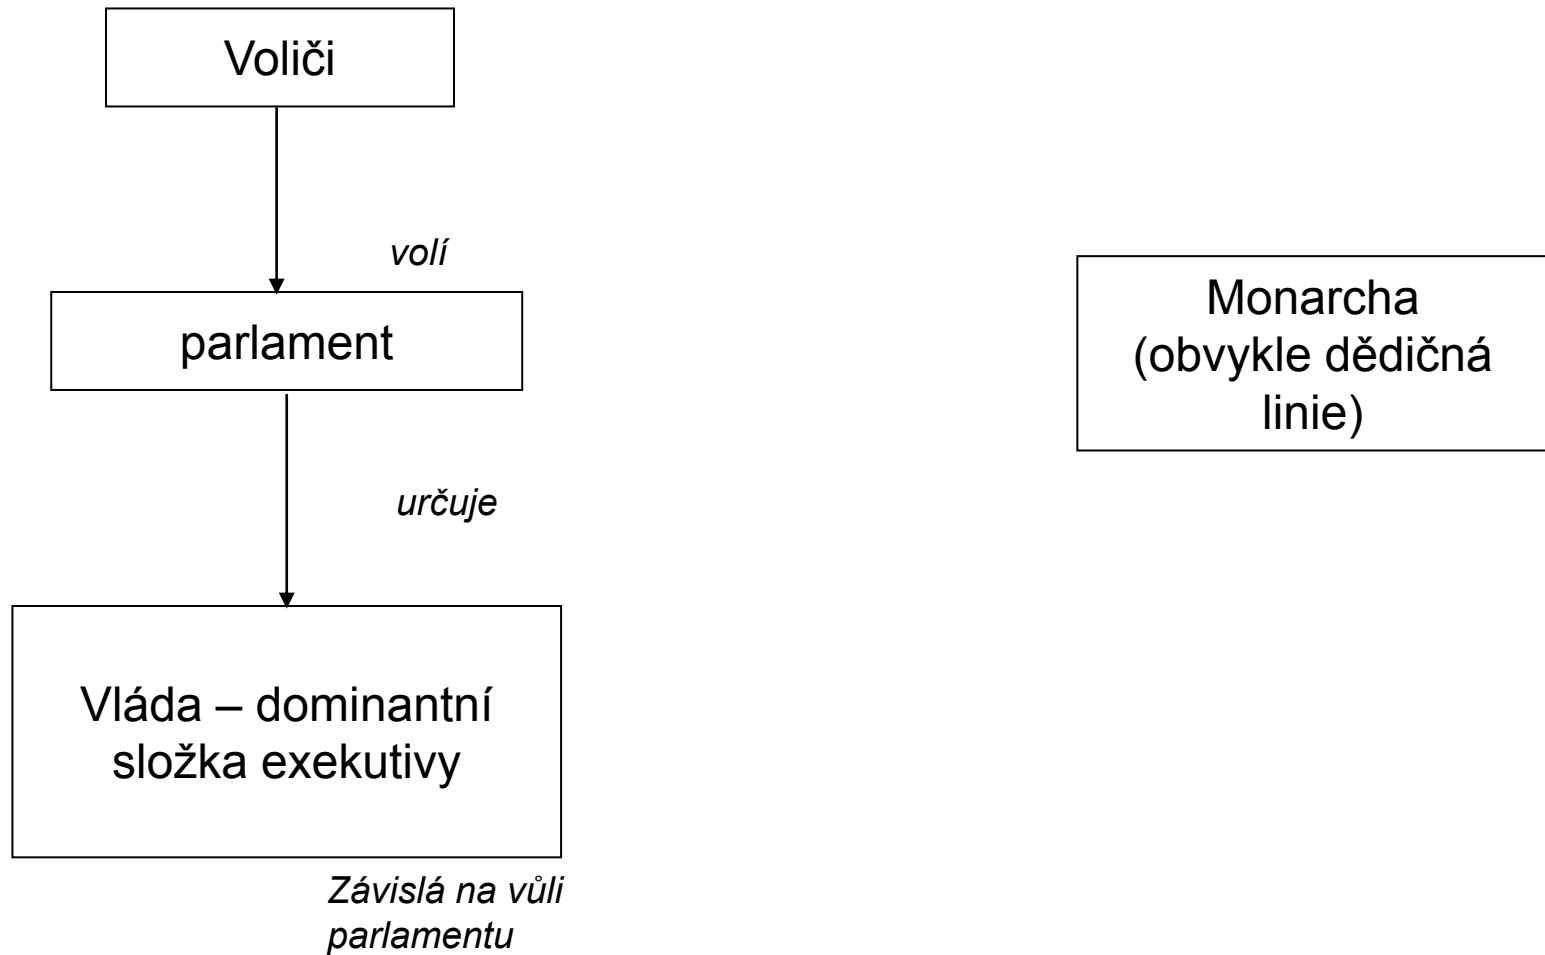 Voliči
volí
parlament
Monarcha
(obvykle dědičná
linie)
určuje
Vláda – dominantní
složka exekutivy
Závislá na vůli
parlamentu